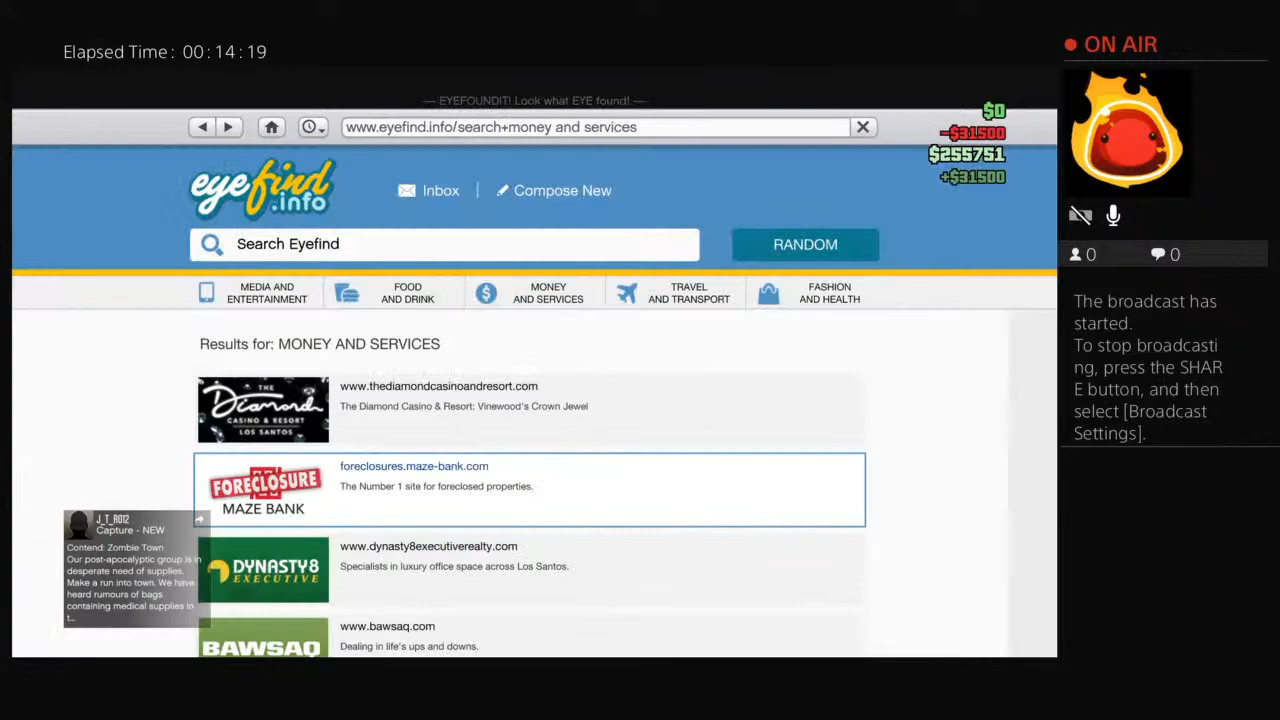 Elapsed Time: 00:14:19
ON AIR
— EYEFOUNDIT! Look what EYE found! —
www.eyefind.info/search+money and services
$0
-$31500
$255751
+$31500
eyefind.info
Inbox
Compose New
Search Eyefind
RANDOM
MEDIA AND ENTERTAINMENT
FOOD AND DRINK
MONEY AND SERVICES
TRAVEL AND TRANSPORT
FASHION AND HEALTH
0
0
The broadcast has
started.
To stop broadcasti
ng, press the SHAR
E button, and then
select [Broadcast
Settings].
Results for: MONEY AND SERVICES
THE
Diamond
CASINO & RESORT
LOS SANTOS
www.thediamondcasinoandresort.com
The Diamond Casino & Resort: Vinewood's Crown Jewel
FORECLOSURE
MAZE BANK
foreclosures.maze-bank.com
The Number 1 site for foreclosed properties.
J_T_R012
Capture - NEW
Contend: Zombie Town
Our post-apocalyptic group is in
desperate need of supplies.
Make a run into town. We have
heard rumours of bags
containing medical supplies in
t...
DYNASTY8
EXECUTIVE
www.dynasty8executiverealty.com
Specialists in luxury office space across Los Santos.
BAWSAQ
www.bawsaq.com
Dealing in life's ups and downs.